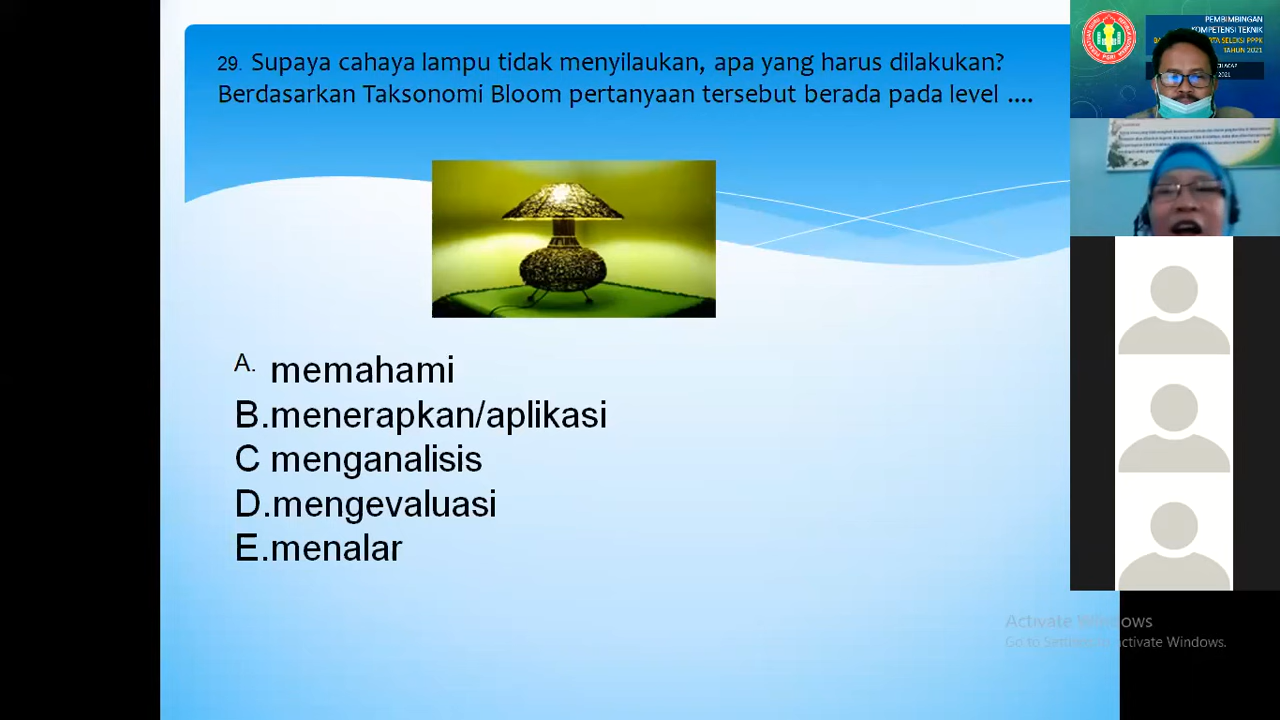 29. Supaya cahaya lampu tidak menyilaukan, apa yang harus dilakukan?
Berdasarkan Taksonomi Bloom pertanyaan tersebut berada pada level ....
A. memahami
B.menerapkan/aplikasi
C menganalisis
D.mengevaluasi
E.menalar
PEMBIMBINGAN
KOMPETENSI TEKNIK
SELEKSI PPPK
TAHUN 2021
2021
Activate Windows
Go to Settings to activate Windows.